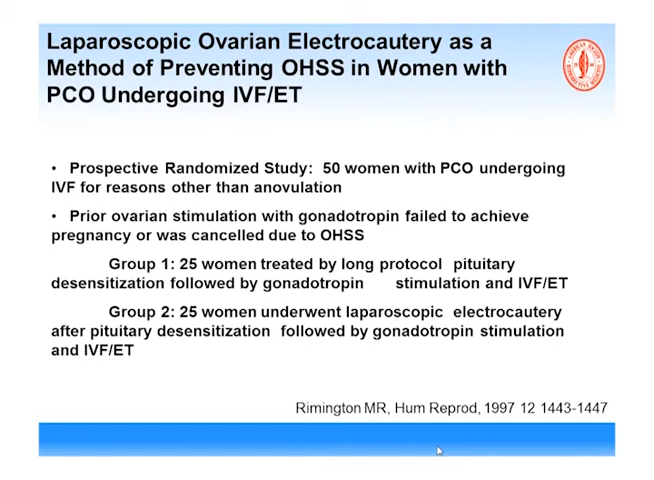 Laparoscopic Ovarian Electrocautery as a
Method of Preventing OHSS in Women with
PCO Undergoing IVF/ET
• Prospective Randomized Study: 50 women with PCO undergoing
IVF for reasons other than anovulation
• Prior ovarian stimulation with gonadotropin failed to achieve
pregnancy or was cancelled due to OHSS
Group 1: 25 women treated by long protocol pituitary
desensitization followed by gonadotropin stimulation and IVF/ET
Group 2: 25 women underwent laparoscopic electrocautery
after pituitary desensitization followed by gonadotropin stimulation
and IVF/ET
Rimington MR, Hum Reprod, 1997 12 1443-1447